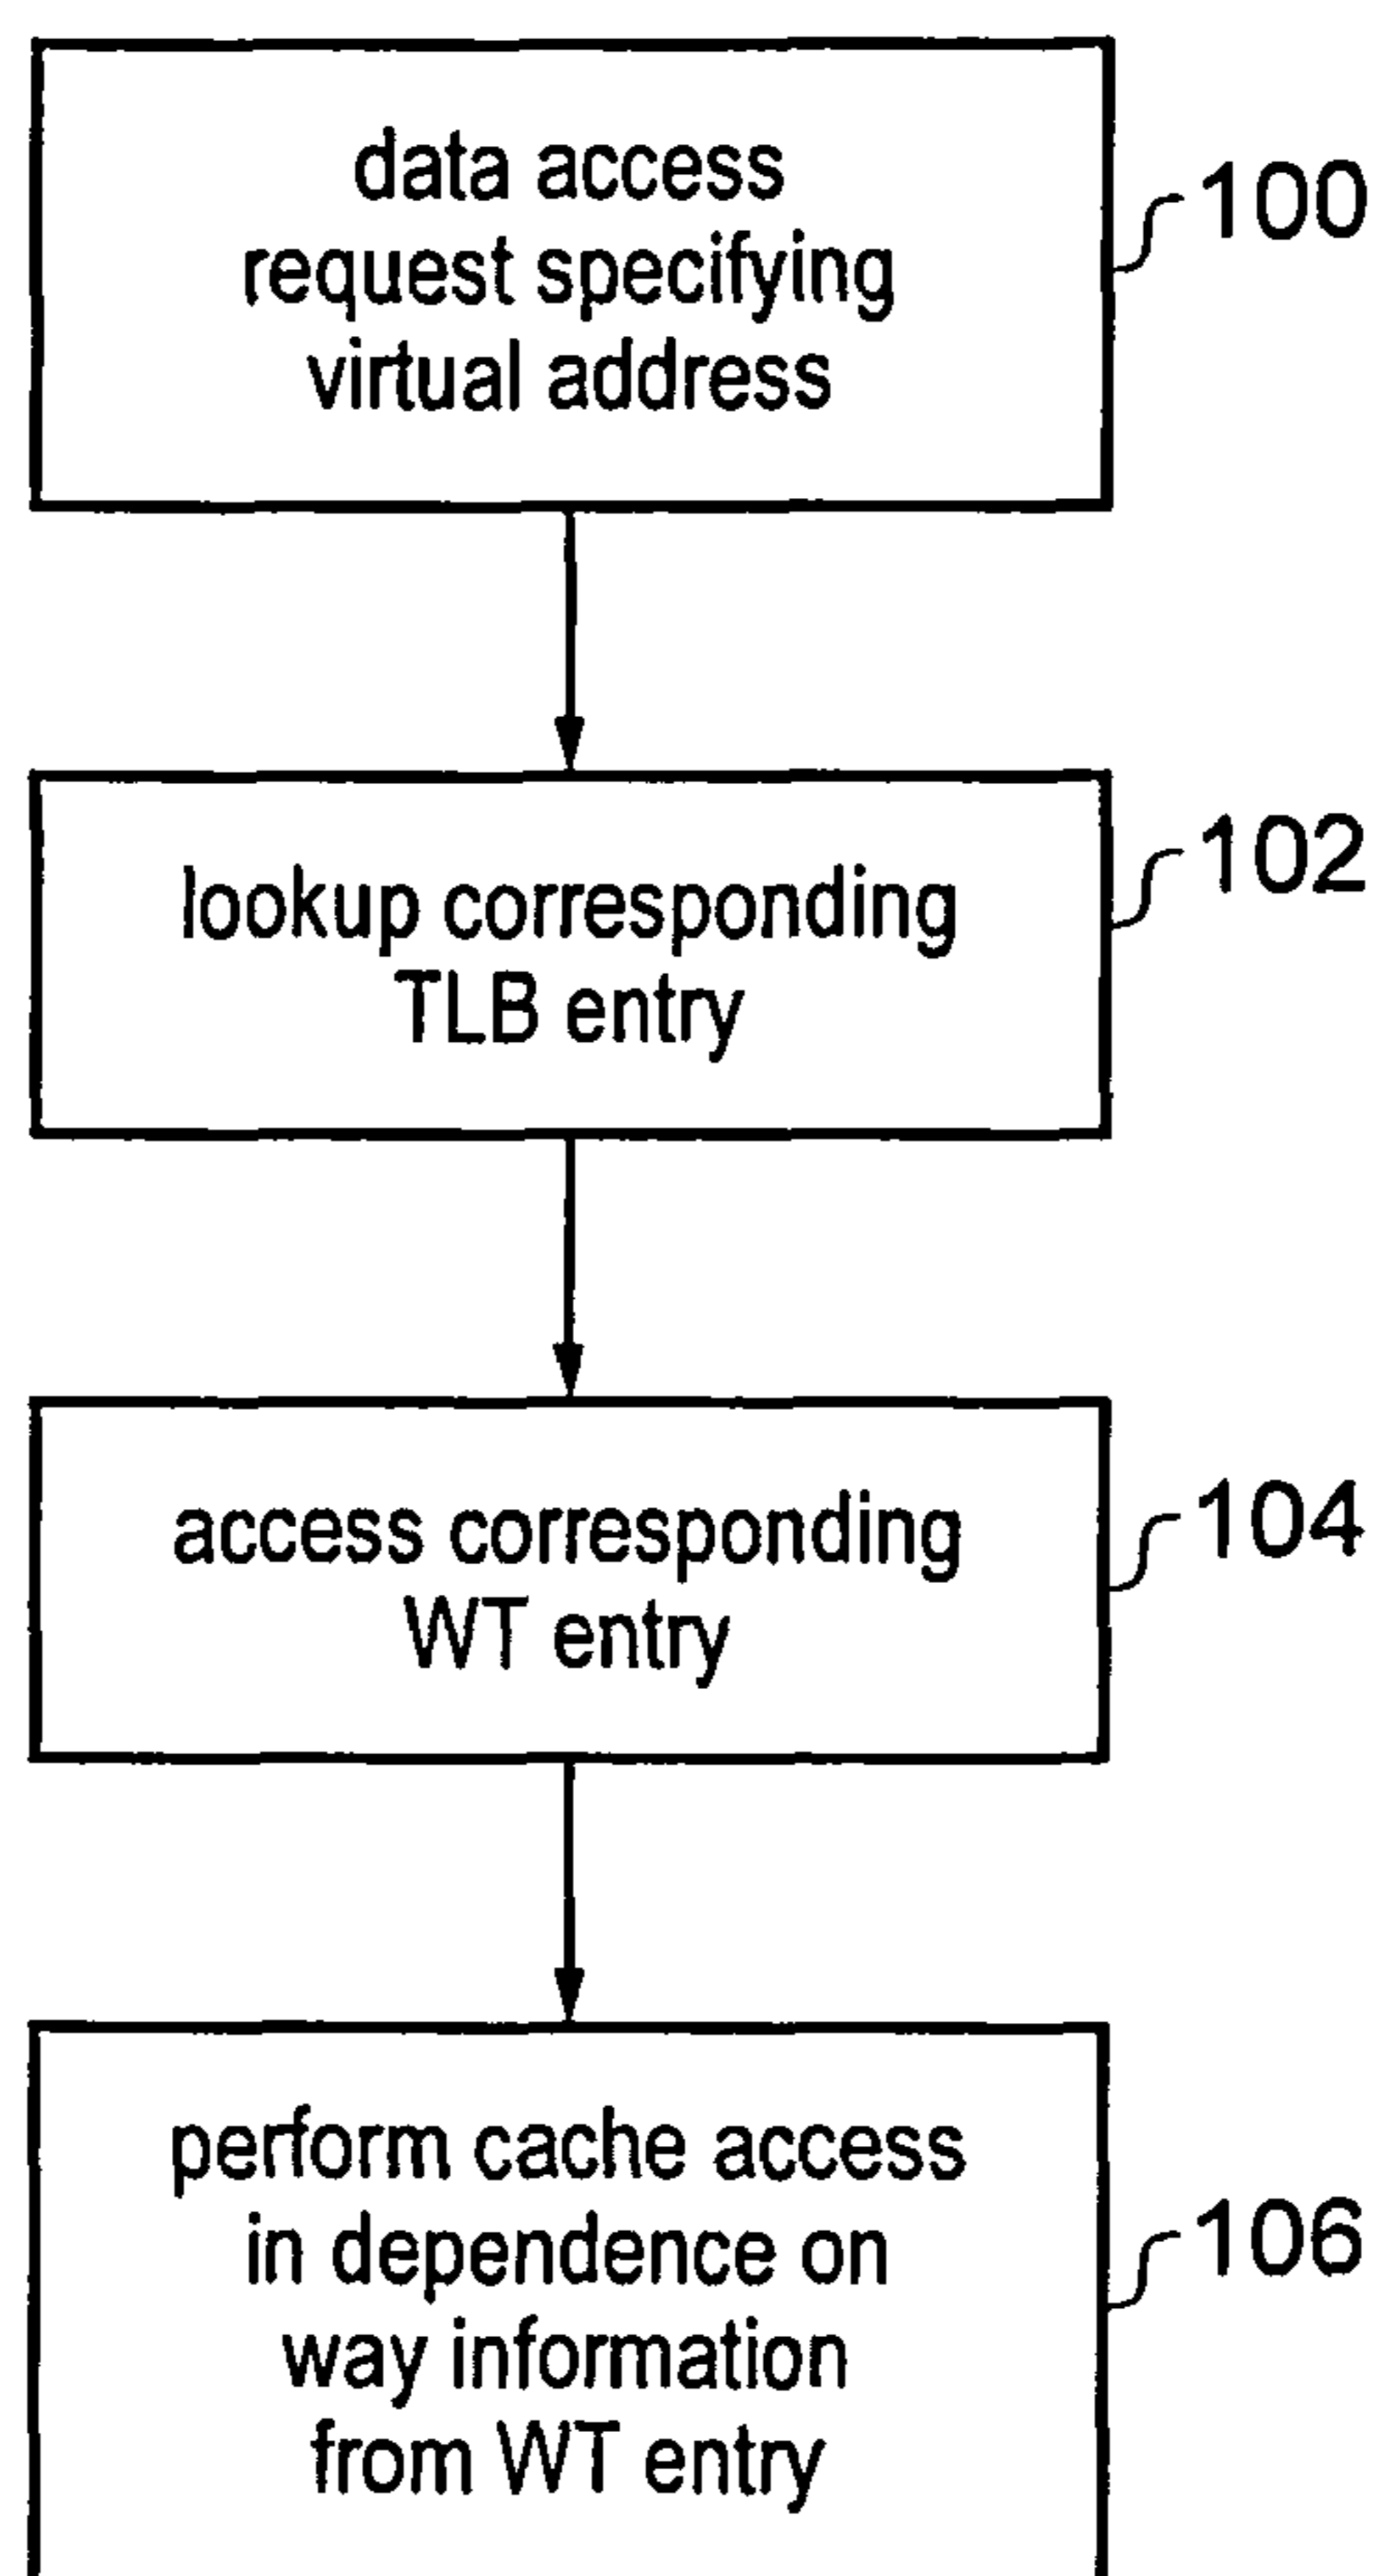 data access
request specifying
virtual address
100
lookup corresponding
TLB entry
102
access corresponding
WT entry
104
perform cache access
in dependence on
way information
from WT entry
106